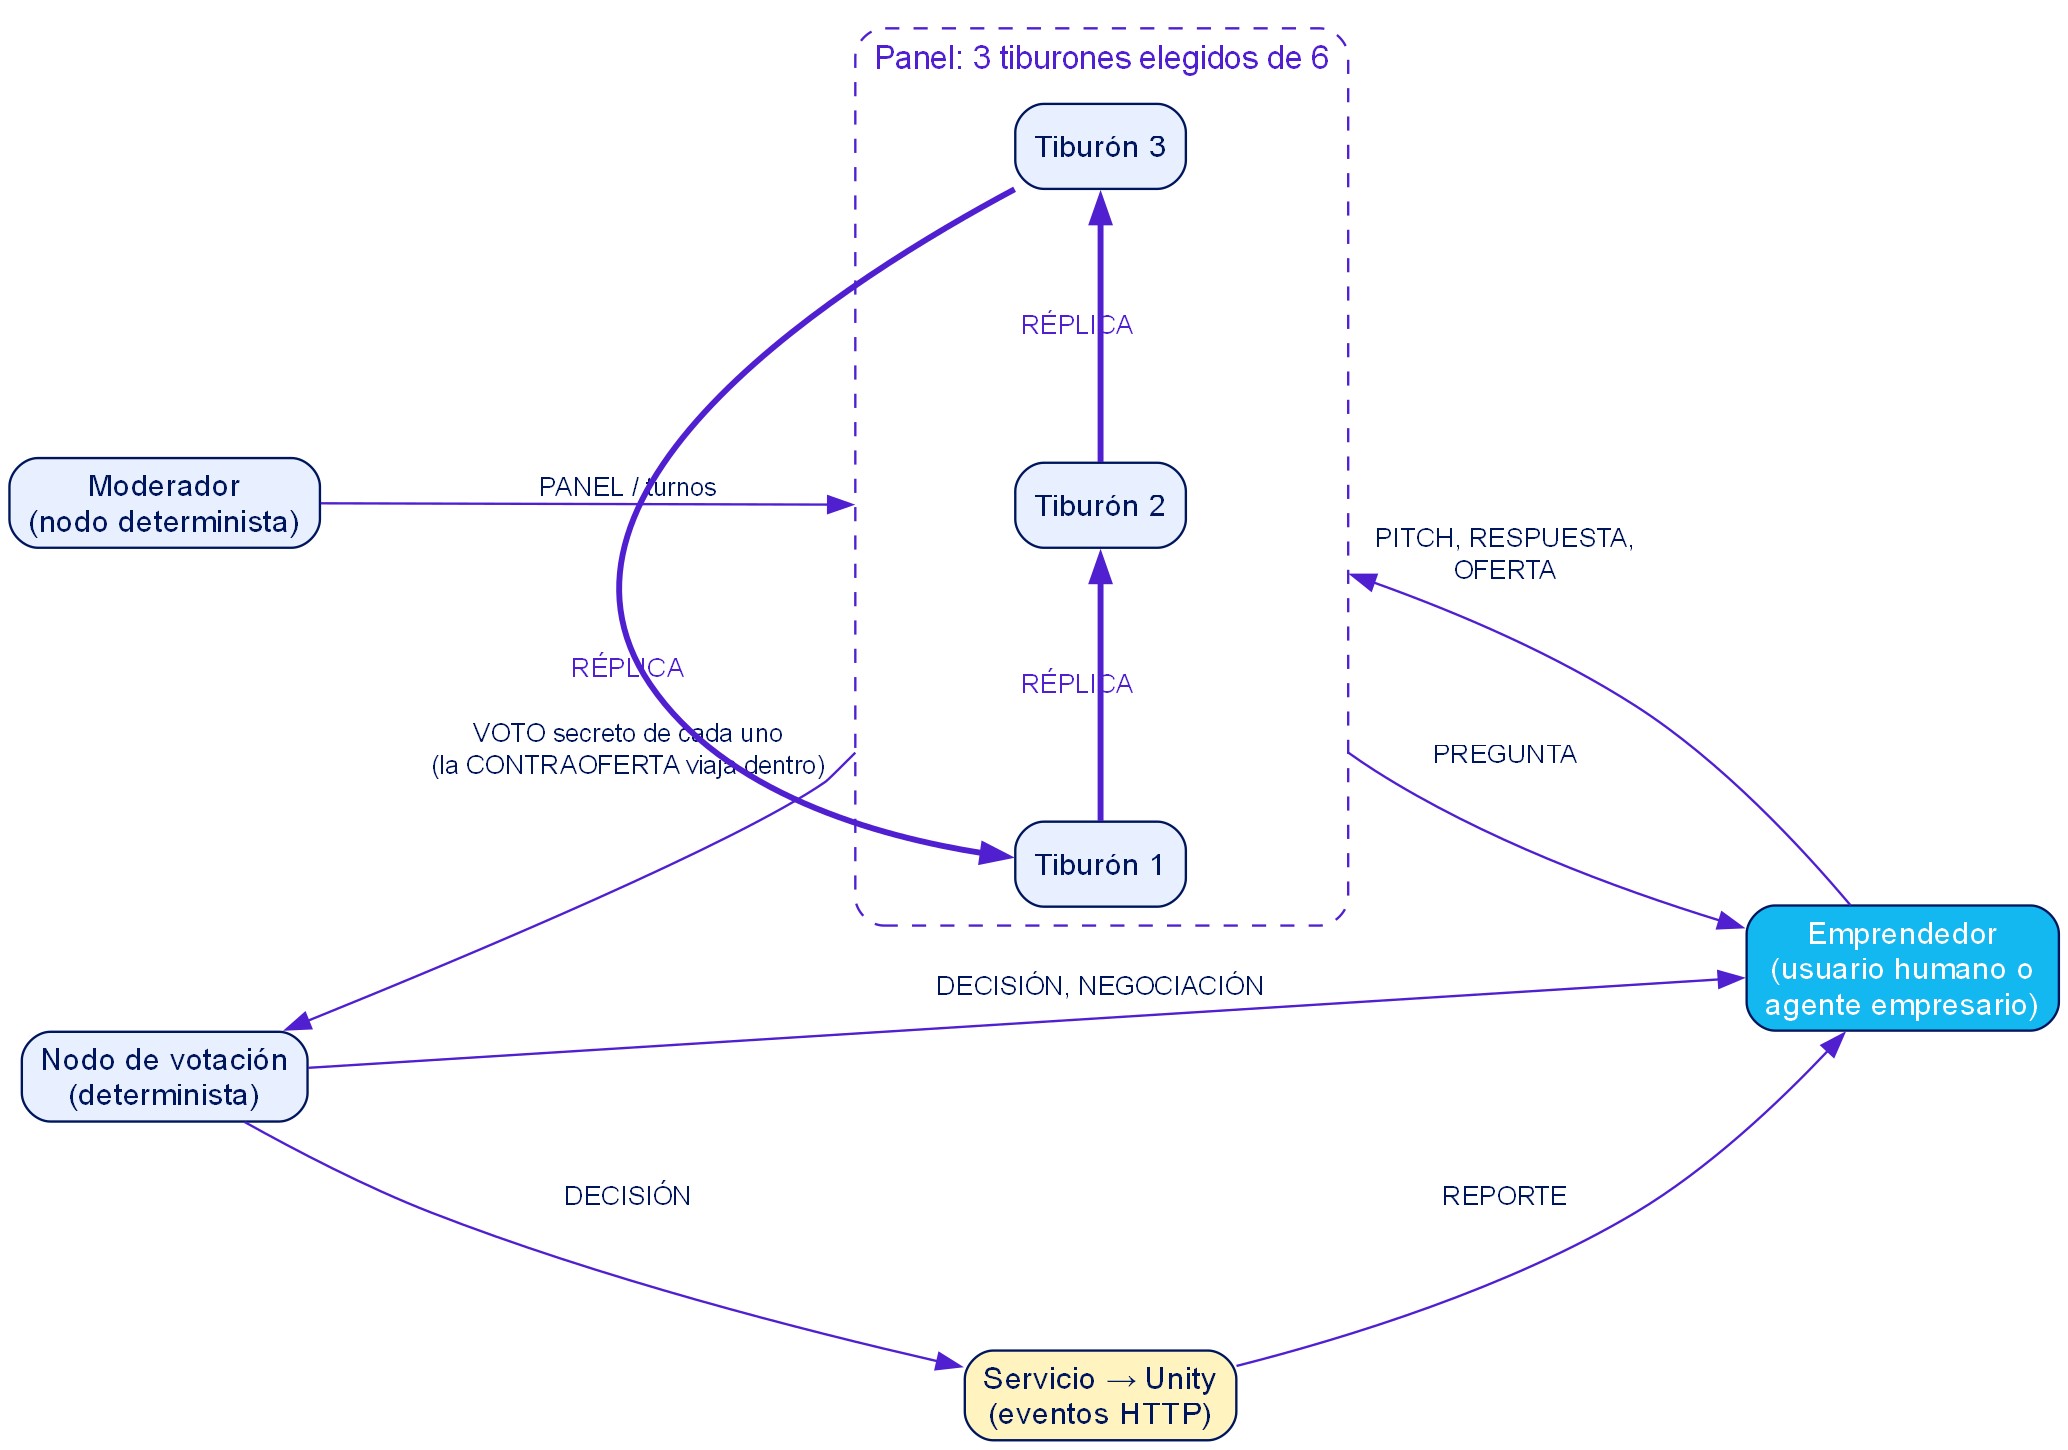 Panel: 3 tiburones elegidos de 6
Tiburón 3
RÉPLICA
Moderador
(nodo determinista)
PANEL / turnos
Tiburón 2
PITCH, RESPUESTA,
OFERTA
RÉPLICA
RÉPLICA
VOTO secreto de cada uno
(la CONTRAOFERTA viaja dentro)
PREGUNTA
Tiburón 1
Emprendedor
(usuario humano o
agente empresario)
DECISIÓN, NEGOCIACIÓN
Nodo de votación
(determinista)
DECISIÓN
REPORTE
Servicio → Unity
(eventos HTTP)